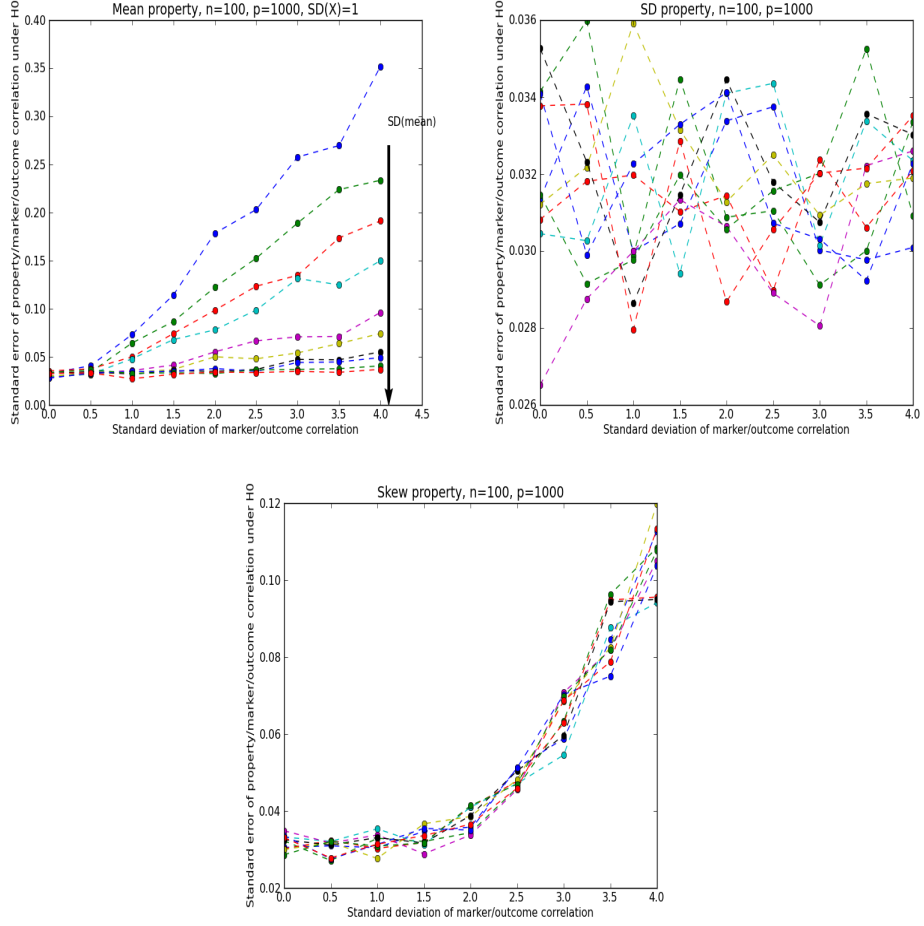 Mean property, n=100, p=1000, SD(X)=1
Standard error of property/marker/outcome correlation under H0
0.40
0.35
0.30
0.25
0.20
0.15
0.10
0.05
0.00
SD(mean)
0.0 0.5 1.0 1.5 2.0 2.5 3.0 3.5 4.0 4.5
Standard deviation of marker/outcome correlation
SD property, n=100, p=1000
Standard error of property/marker/outcome correlation under H0
0.036
0.034
0.032
0.030
0.028
0.026
0.0 0.5 1.0 1.5 2.0 2.5 3.0 3.5 4.0
Standard deviation of marker/outcome correlation
Skew property, n=100, p=1000
Standard error of property/marker/outcome correlation under H0
0.12
0.10
0.08
0.06
0.04
0.02
0.0 0.5 1.0 1.5 2.0 2.5 3.0 3.5 4.0
Standard deviation of marker/outcome correlation